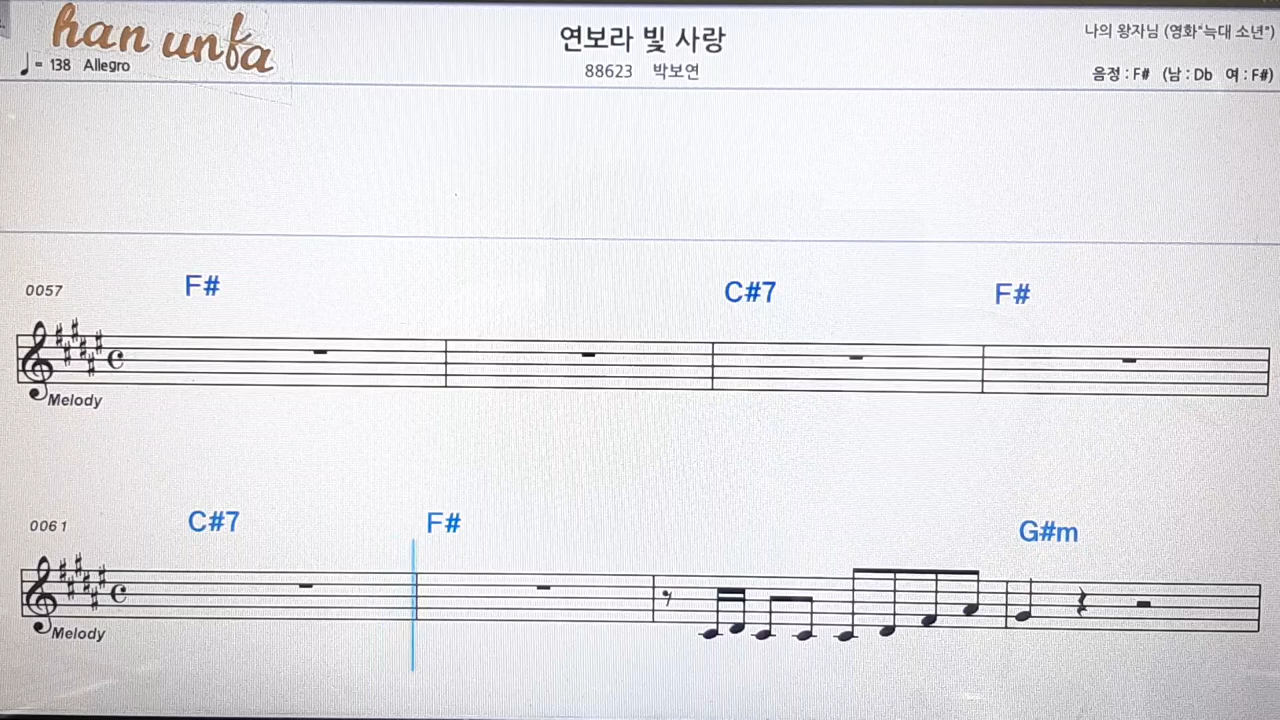 han unfa
♩= 138 Allegro
연보라 빛 사랑
88623 박보연
나의 왕자님 (영화“늑대 소년”)
음정 : F# (남 : Db 여 : F#)
0057 F# C#7 F#
Melody
0061 C#7 F# G#m
Melody